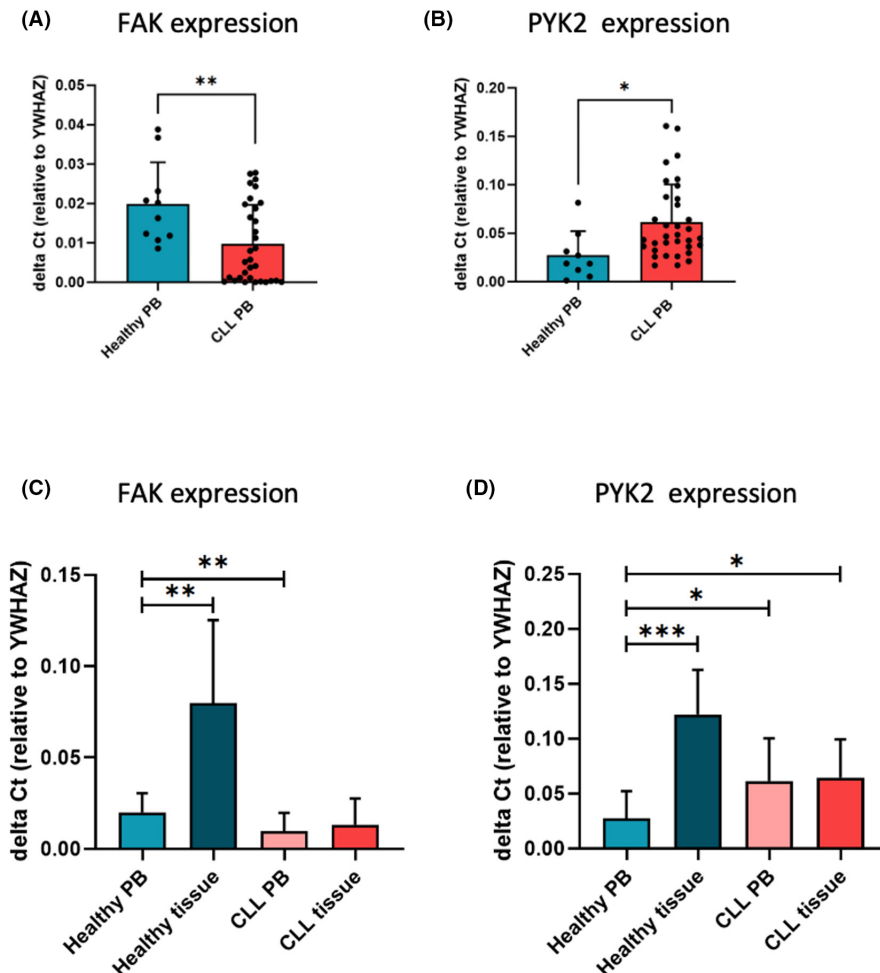 (A)
FAK expression
delta Ct (relative to YWHAZ)
0.05
0.04
0.03
0.02
0.01
0.00
**
Healthy PB
CLL PB
(B)
PYK2 expression
delta Ct (relative to YWHAZ)
0.20
0.15
0.10
0.05
0.00
*
Healthy PB
CLL PB
(C)
FAK expression
delta Ct (relative to YWHAZ)
0.15
0.10
0.05
0.00
**
**
Healthy PB
Healthy tissue
CLL PB
CLL tissue
(D)
PYK2 expression
delta Ct (relative to YWHAZ)
0.25
0.20
0.15
0.10
0.05
0.00
*
*
***
Healthy PB
Healthy tissue
CLL PB
CLL tissue